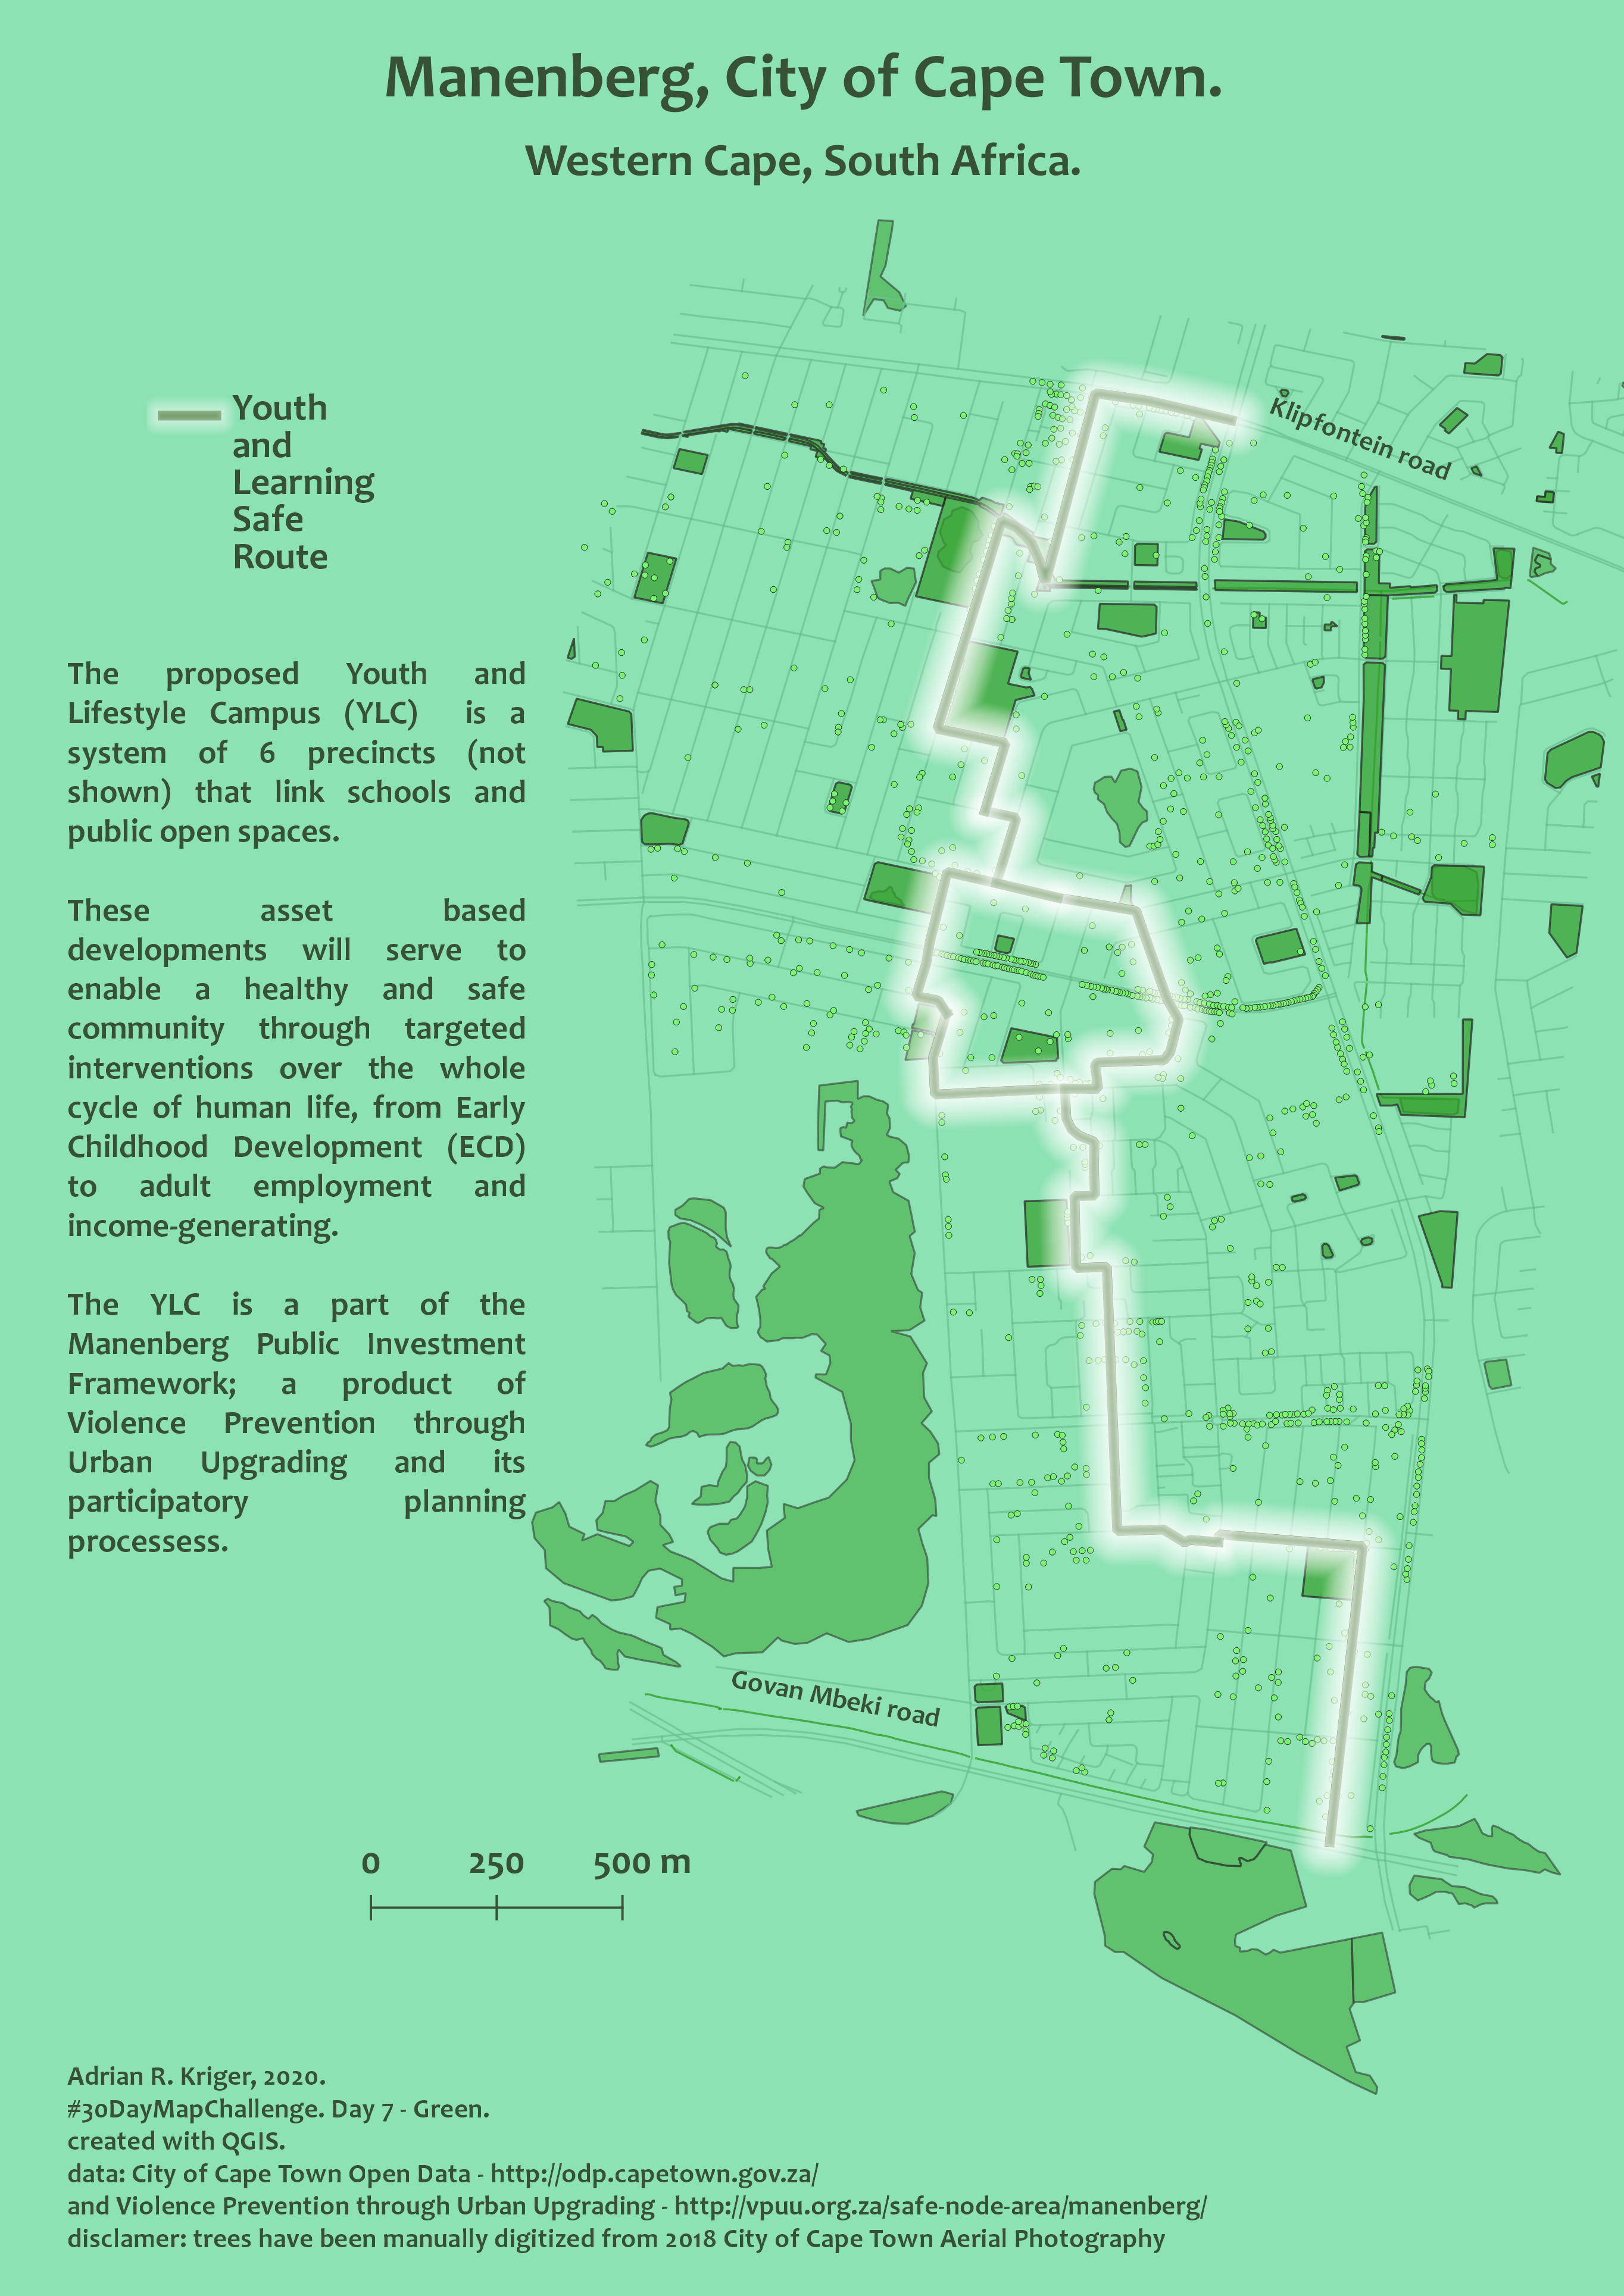 Manenberg, City of Cape Town.
Western Cape, South Africa.
Youth
and
Learning
Safe
Route
Klipfontein road
The proposed Youth and
Lifestyle Campus (YLC) is a
system of 6 precincts (not
shown) that link schools and
public open spaces.
These asset based
developments will serve to
enable a healthy and safe
community through targeted
interventions over the whole
cycle of human life, from Early
Childhood Development (ECD)
to adult employment and
income-generating.
The YLC is a part of the
Manenberg Public Investment
Framework; a product of
Violence Prevention through
Urban Upgrading and its
participatory planning
processess.
Govan Mbeki road
0 250 500 m
Adrian R. Kriger, 2020.
#30DayMapChallenge. Day 7 - Green.
created with QGIS.
data: City of Cape Town Open Data - http://odp.capetown.gov.za/
and Violence Prevention through Urban Upgrading - http://vpuu.org.za/safe-node-area/manenberg/
disclamer: trees have been manually digitized from 2018 City of Cape Town Aerial Photography